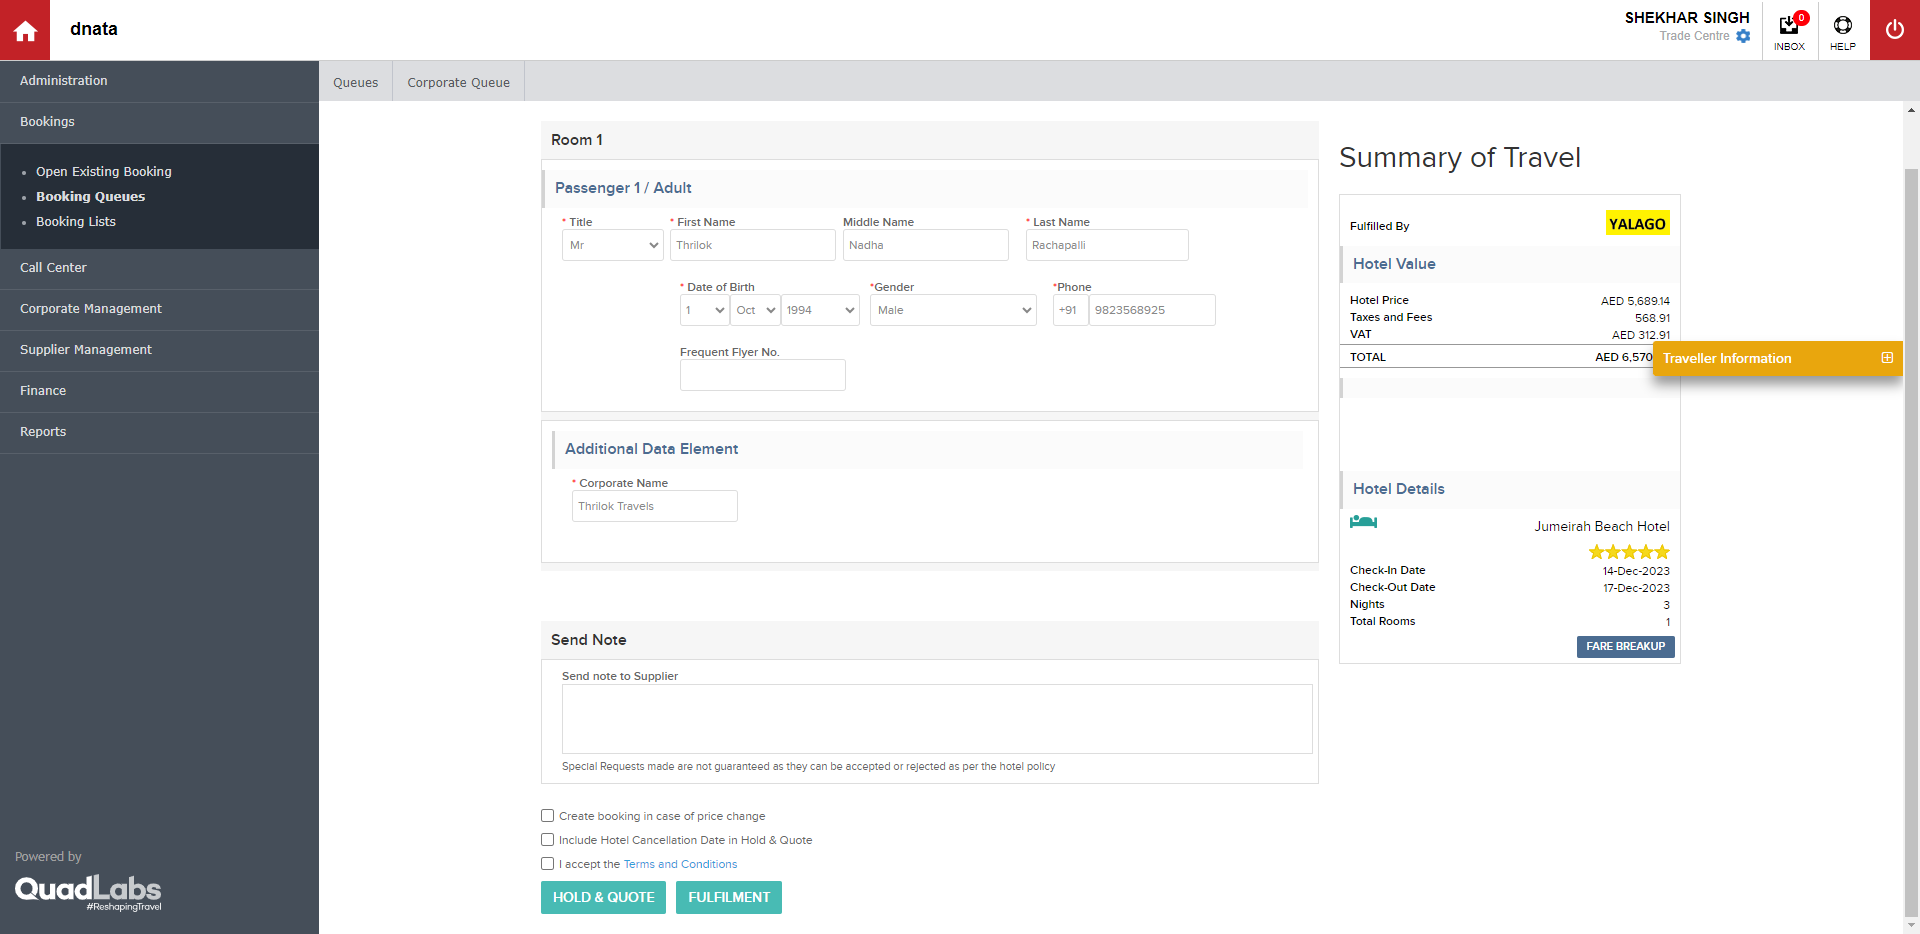 dnata
SHEKHAR SINGH
Trade Centre
0
INBOX
HELP
Administration
Bookings
Open Existing Booking
Booking Queues
Booking Lists
Call Center
Corporate Management
Supplier Management
Finance
Reports
Powered by
QuadLabs
#ReshapingTravel
Queues
Corporate Queue
Room 1
Passenger 1 / Adult
* Title
* First Name
Middle Name
* Last Name
Mr
Thrilok
Nadha
Rachapalli
* Date of Birth
*Gender
*Phone
1
Oct
1994
Male
+91
9823568925
Frequent Flyer No.
Additional Data Element
* Corporate Name
Thrilok Travels
Send Note
Send note to Supplier
Special Requests made are not guaranteed as they can be accepted or rejected as per the hotel policy
Create booking in case of price change
Include Hotel Cancellation Date in Hold & Quote
I accept the Terms and Conditions
HOLD & QUOTE
FULFILMENT
Summary of Travel
Fulfilled By
YALAGO
Hotel Value
Hotel Price AED 5,689.14
Taxes and Fees 568.91
VAT AED 312.91
TOTAL AED 6,570
Traveller Information
Hotel Details
Jumeirah Beach Hotel
Check-In Date 14-Dec-2023
Check-Out Date 17-Dec-2023
Nights 3
Total Rooms 1
FARE BREAKUP